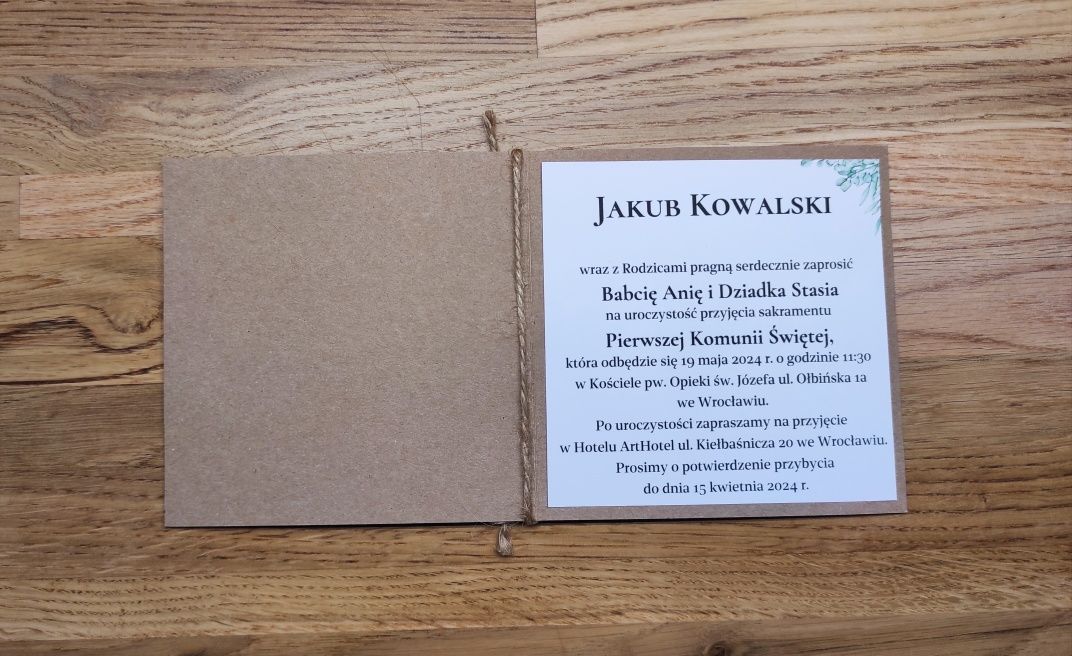 Jakub Kowalski
wraz z Rodzicami pragną serdecznie zaprosić
Babcię Anię i Dziadka Stasia
na uroczystość przyjęcia sakramentu
Pierwszej Komunii Świętej,
która odbędzie się 19 maja 2024 r. o godzinie 11:30
w Kościele pw. Opieki św. Józefa ul. Ołbińska 1a
we Wrocławiu.
Po uroczystości zapraszamy na przyjęcie
w Hotelu ArtHotel ul. Kiełbaśnicza 20 we Wrocławiu.
Prosimy o potwierdzenie przybycia
do dnia 15 kwietnia 2024 r.